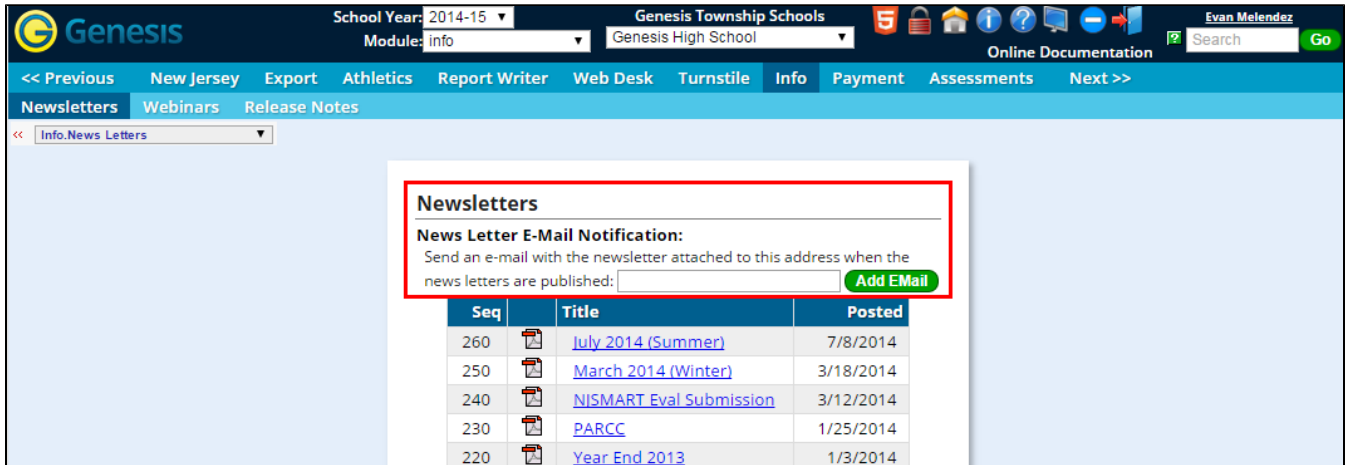 Genesis
School Year: 2014-15
Genesis Township Schools
Evan Melendez
Module: info
Genesis High School
Search
Go
Online Documentation
<< Previous New Jersey Export Athletics Report Writer Web Desk Turnstile Info Payment Assessments Next >>
Newsletters Webinars Release Notes
« Info.News Letters
Newsletters
News Letter E-Mail Notification:
Send an e-mail with the newsletter attached to this address when the
news letters are published: Add EMail
Seq Title Posted
260 July 2014 (Summer) 7/8/2014
250 March 2014 (Winter) 3/18/2014
240 NJSMART Eval Submission 3/12/2014
230 PARCC 1/25/2014
220 Year End 2013 1/3/2014